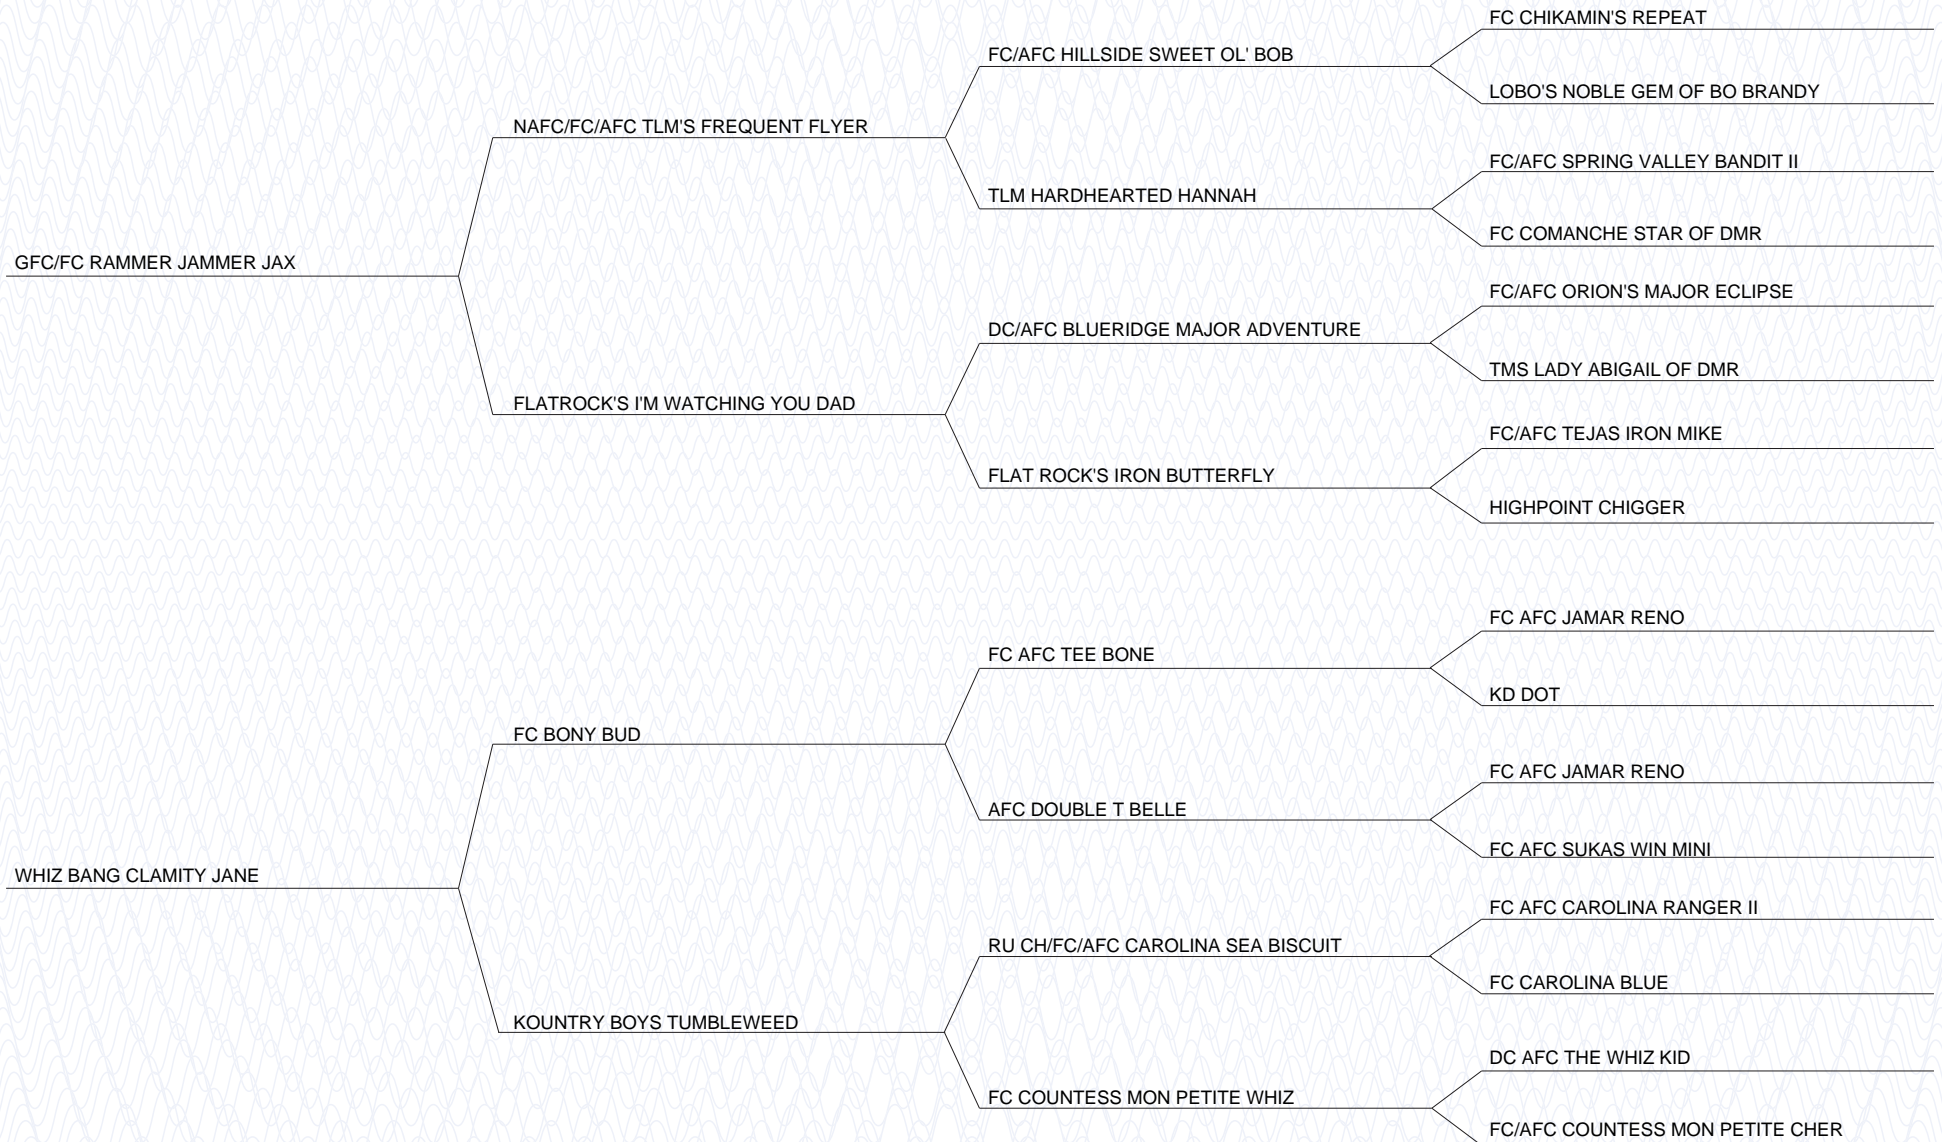 FC CHIKAMIN'S REPEAT
FC/AFC HILLSIDE SWEET OL' BOB
LOBO'S NOBLE GEM OF BO BRANDY
NAFC/FC/AFC TLM'S FREQUENT FLYER
FC/AFC SPRING VALLEY BANDIT II
TLM HARDHEARTED HANNAH
FC COMANCHE STAR OF DMR
GFC/FC RAMMER JAMMER JAX
FC/AFC ORION'S MAJOR ECLIPSE
DC/AFC BLUERIDGE MAJOR ADVENTURE
TMS LADY ABIGAIL OF DMR
FLATROCK'S I'M WATCHING YOU DAD
FC/AFC TEJAS IRON MIKE
FLAT ROCK'S IRON BUTTERFLY
HIGHPOINT CHIGGER
FC AFC JAMAR RENO
FC AFC TEE BONE
KD DOT
FC BONY BUD
FC AFC JAMAR RENO
AFC DOUBLE T BELLE
FC AFC SUKAS WIN MINI
WHIZ BANG CLAMITY JANE
FC AFC CAROLINA RANGER II
RU CH/FC/AFC CAROLINA SEA BISCUIT
FC CAROLINA BLUE
KOUNTRY BOYS TUMBLEWEED
DC AFC THE WHIZ KID
FC COUNTESS MON PETITE WHIZ
FC/AFC COUNTESS MON PETITE CHER